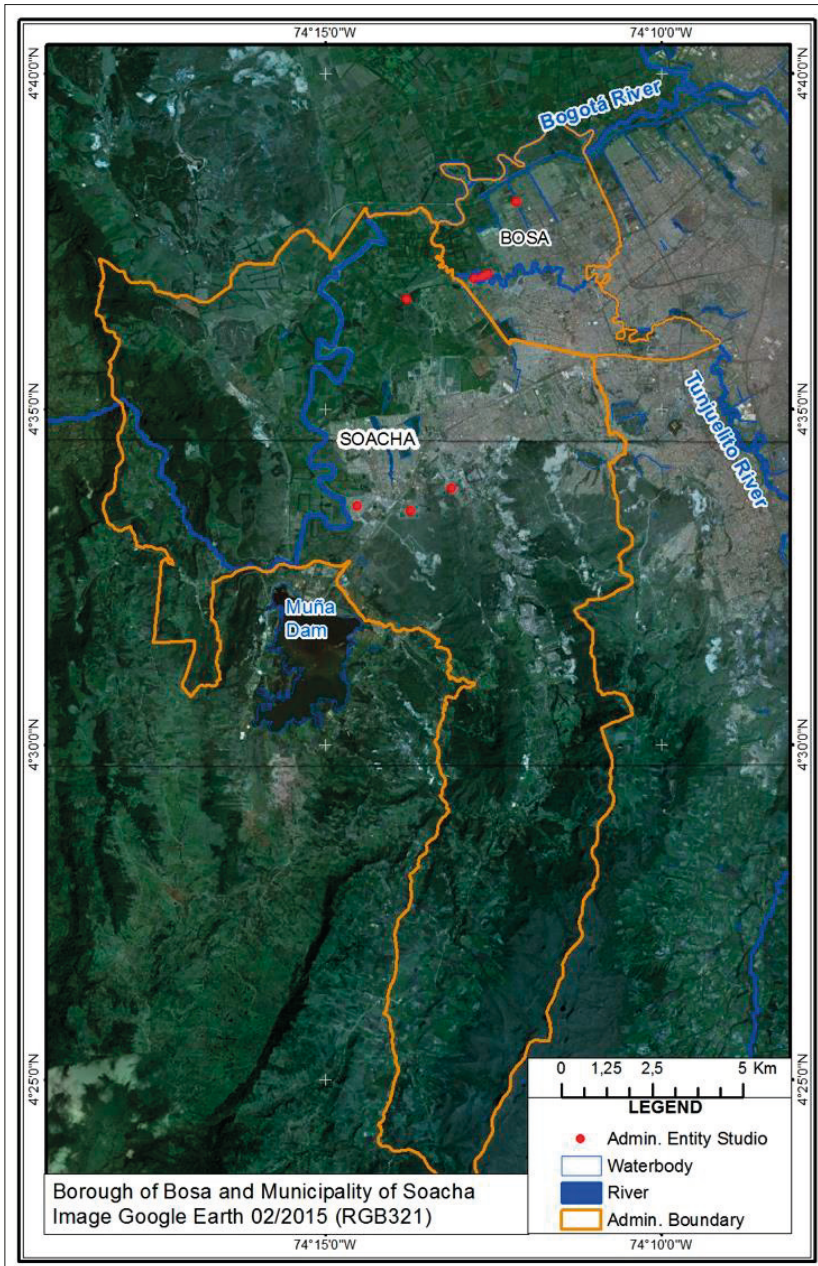 74°15'0"W
74°10'0"W
4°40'0"N
4°40'0"N
Bogotá River
BOSA
4°35'0"N
4°35'0"N
Tunjuelito River
SOACHA
Muña
Dam
4°30'0"N
4°30'0"N
4°25'0"N
4°25'0"N
0 1,25 2,5 5 Km
LEGEND
Admin. Entity Studio
Waterbody
River
Admin. Boundary
Borough of Bosa and Municipality of Soacha
Image Google Earth 02/2015 (RGB321)
74°15'0"W
74°10'0"W